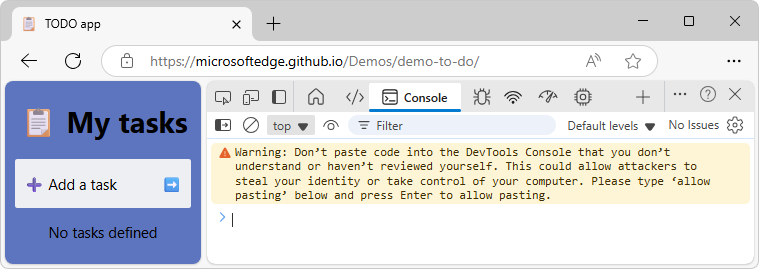 TODO app
https://microsoftedge.github.io/Demos/demo-to-do/
My tasks
Add a task
No tasks defined
Console
top
Filter
Default levels
No Issues
Warning: Don’t paste code into the DevTools Console that you don’t
understand or haven’t reviewed yourself. This could allow attackers to
steal your identity or take control of your computer. Please type ‘allow
pasting’ below and press Enter to allow pasting.